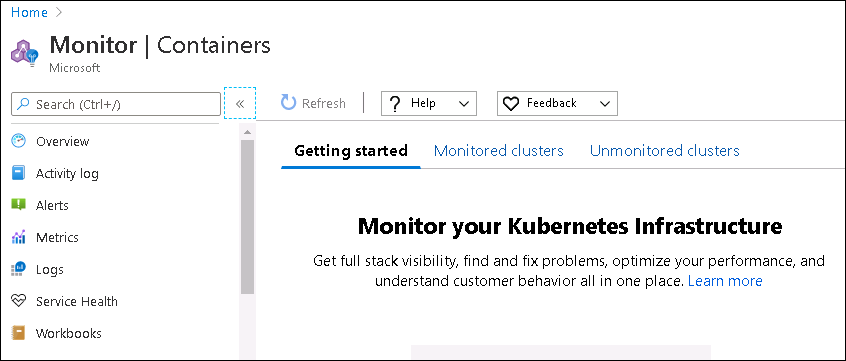 Home >
Monitor | Containers
Microsoft
Search (Ctrl+/)
«
Refresh
? Help
Feedback
Overview
Activity log
Alerts
Metrics
Logs
Service Health
Workbooks
Getting started Monitored clusters Unmonitored clusters
Monitor your Kubernetes Infrastructure
Get full stack visibility, find and fix problems, optimize your performance, and
understand customer behavior all in one place. Learn more